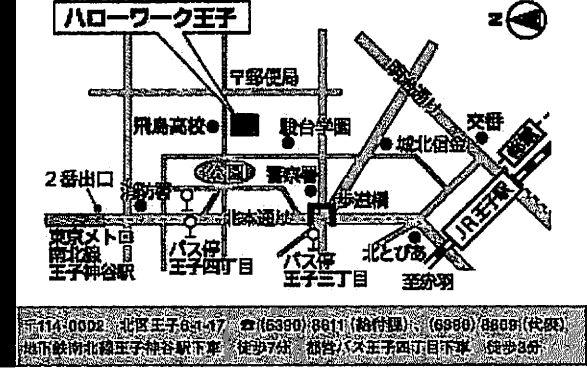 ハローワーク王子
N
〒郵便局
明治通り
飛鳥高校
駿台学園
交番
城北信金
公園
警察署
2番出口
消防署
歩道橋
北本通り
東京メトロ
南北線
王子神谷駅
バス停
王子四丁目
バス停
王子三丁目
北とぴあ
JR王子駅
至赤羽
〒114-0002 北区王子6-1-17 ☎(5390)8611(給付課)、(5390)8609(代表)
地下鉄南北線王子神谷駅下車 徒歩7分 都営バス王子四丁目下車 徒歩3分